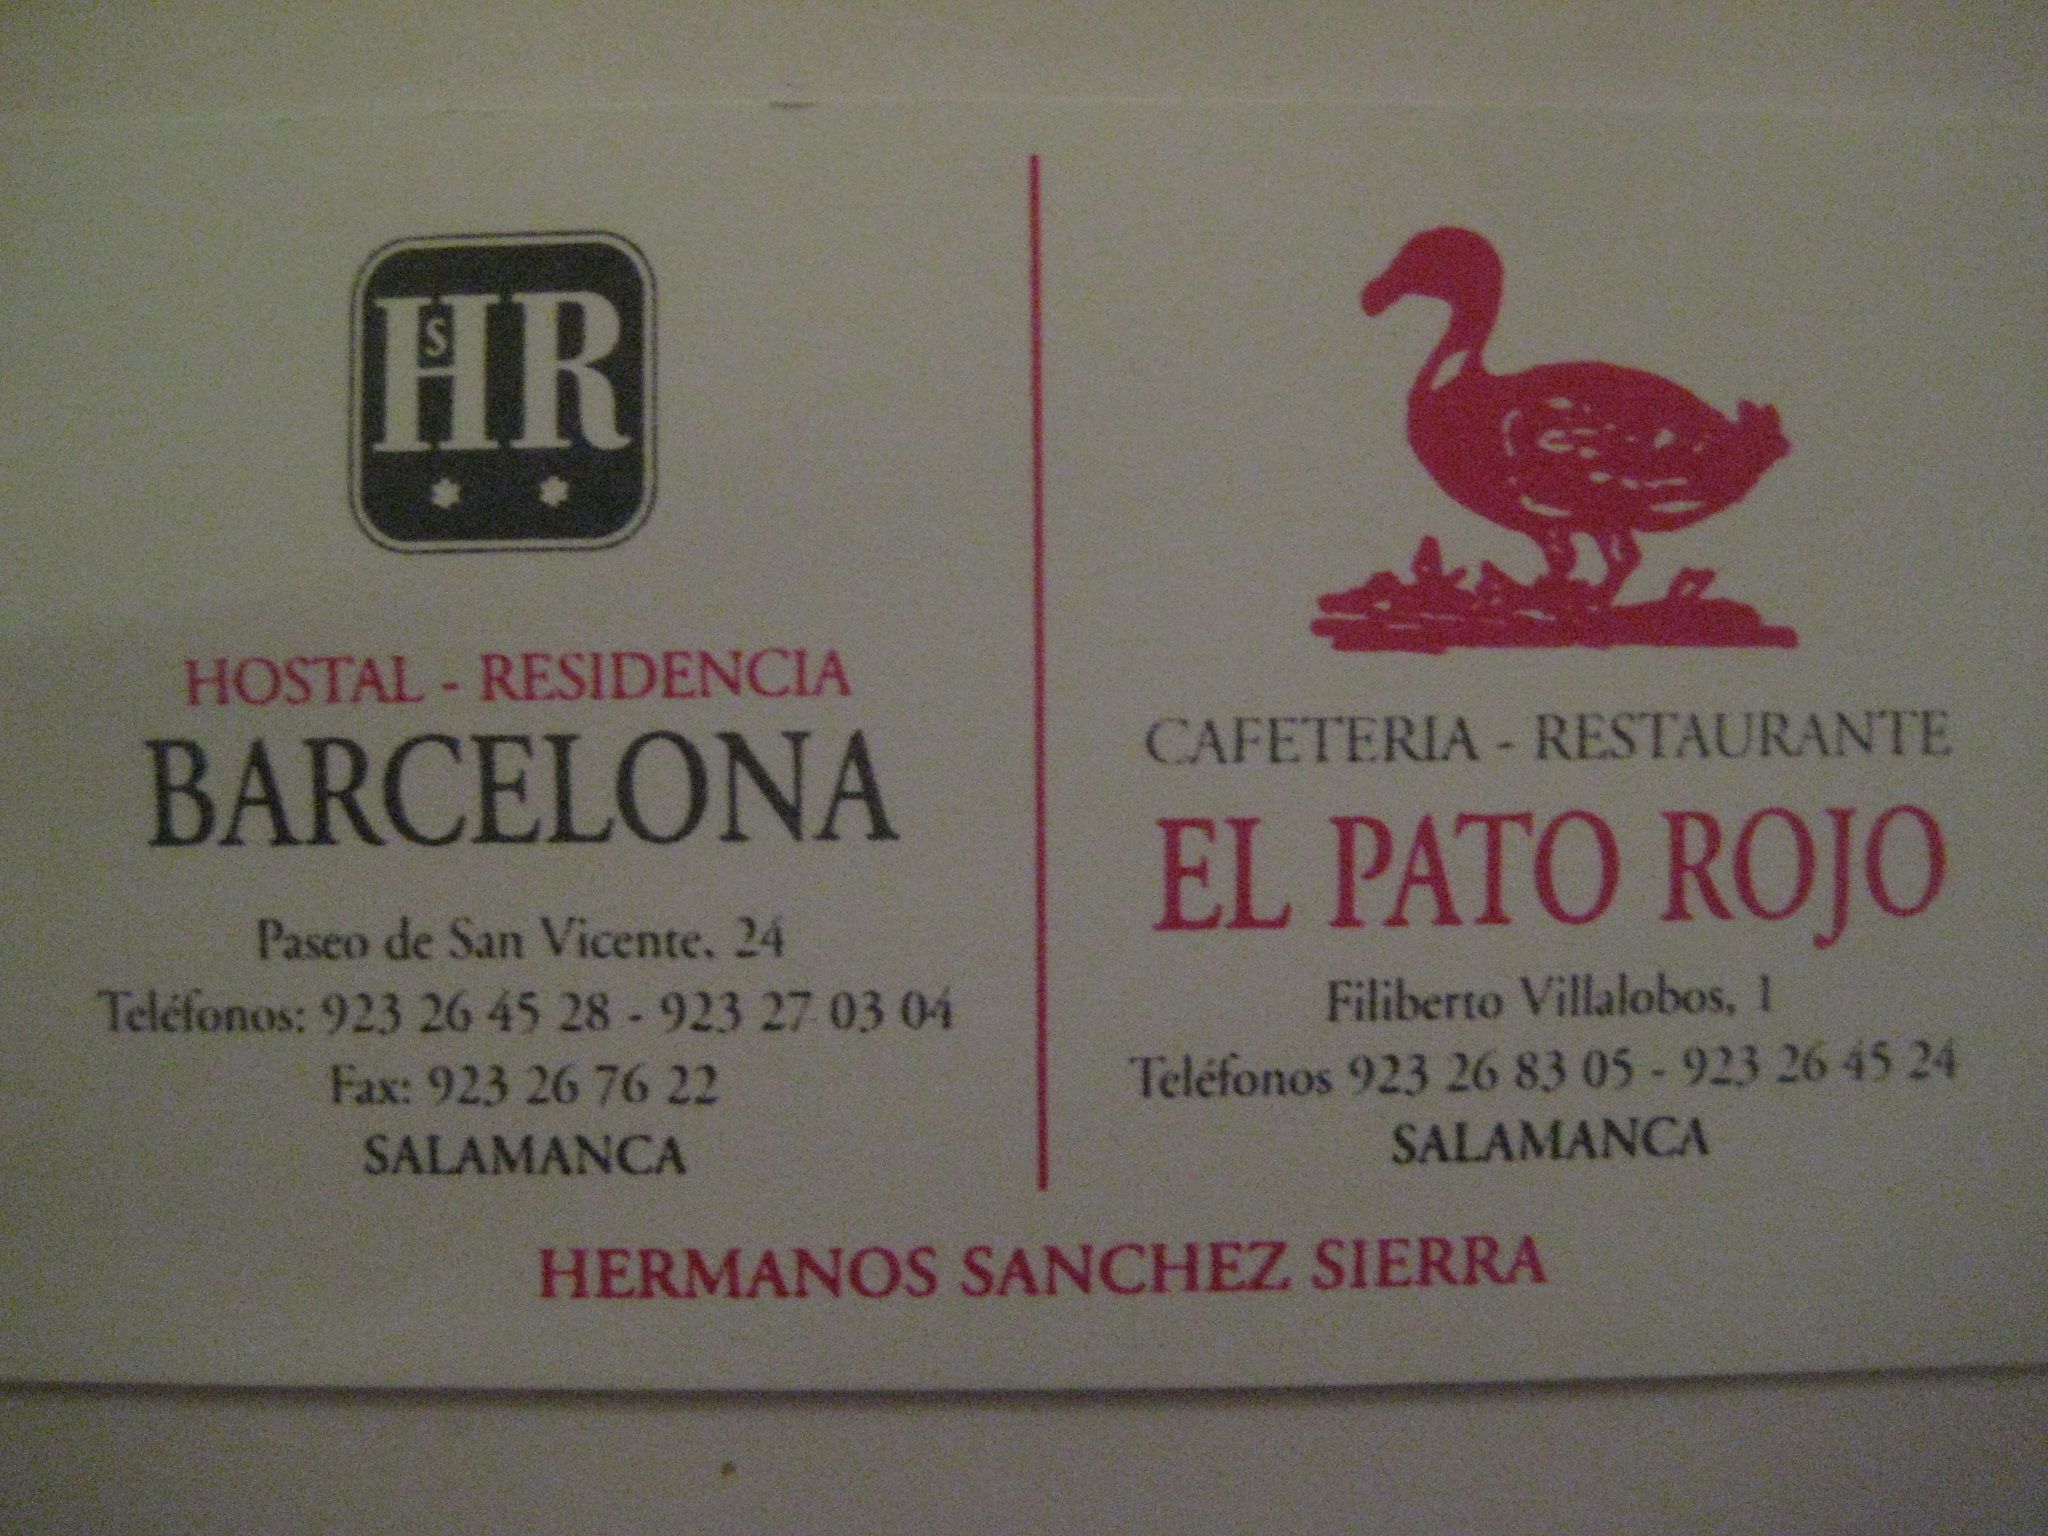 HsR
HOSTAL - RESIDENCIA
BARCELONA
Paseo de San Vicente, 24
Teléfonos: 923 26 45 28 - 923 27 03 04
Fax: 923 26 76 22
SALAMANCA
CAFETERIA - RESTAURANTE
EL PATO ROJO
Filiberto Villalobos, 1
Teléfonos 923 26 83 05 - 923 26 45 24
SALAMANCA
HERMANOS SANCHEZ SIERRA